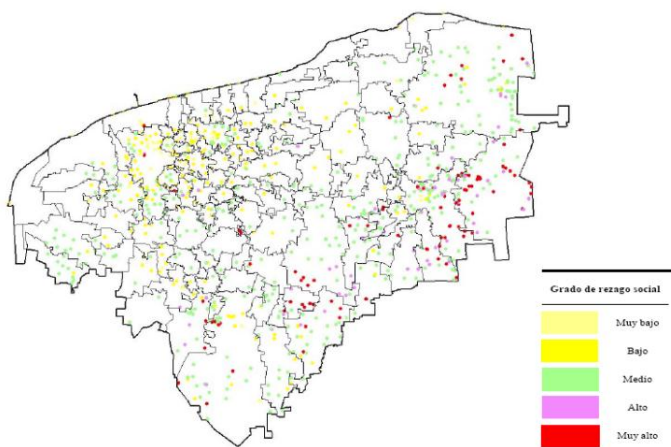 Grado de rezago social
Muy bajo
Bajo
Medio
Alto
Muy alto